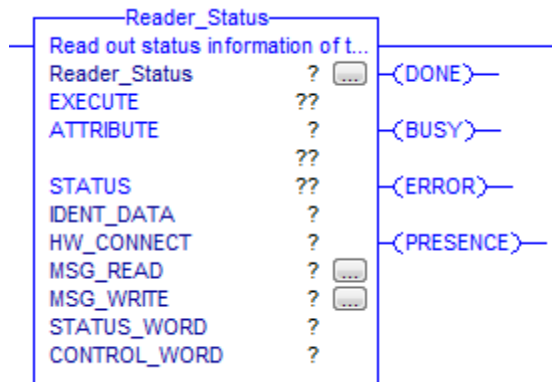 Reader_Status
Read out status information of t...
Reader_Status ? ...
(DONE)
EXECUTE ??
ATTRIBUTE ?
(BUSY)
??
STATUS ??
(ERROR)
IDENT_DATA ?
HW_CONNECT ?
(PRESENCE)
MSG_READ ? ...
MSG_WRITE ? ...
STATUS_WORD ?
CONTROL_WORD ?